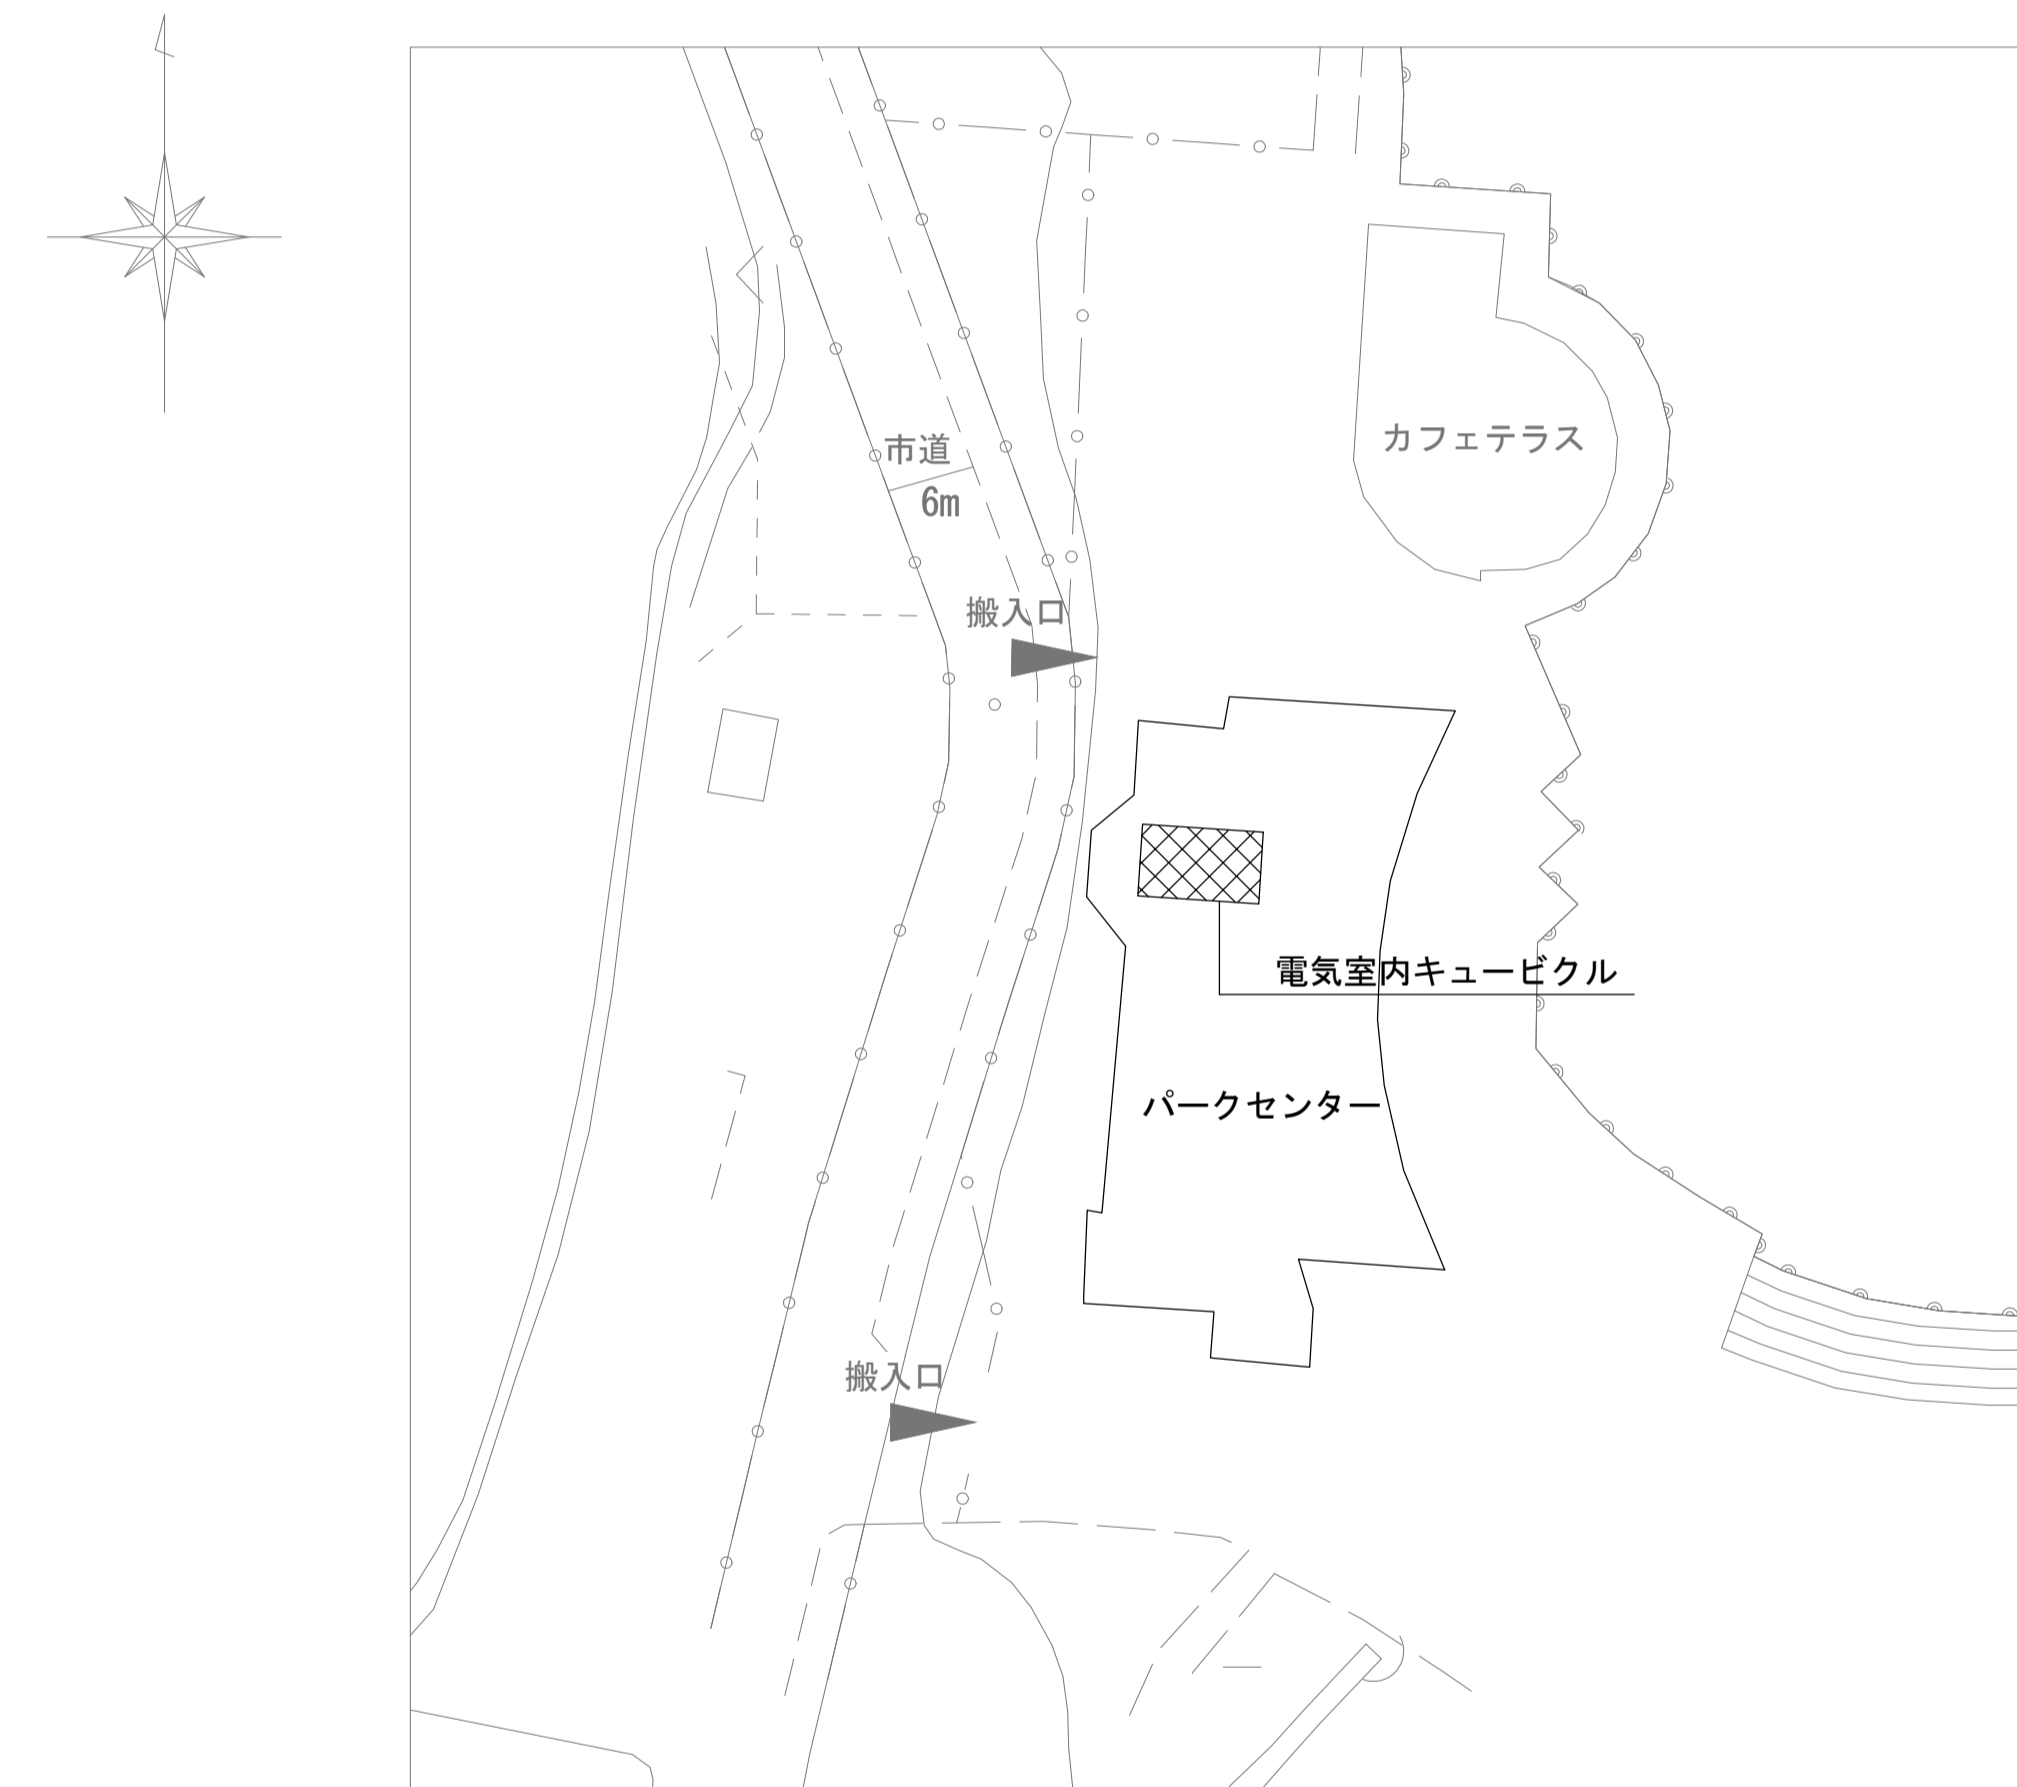 カフェテラス
市道
6m
搬入口
電気室内キュービクル
パークセンター
搬入口